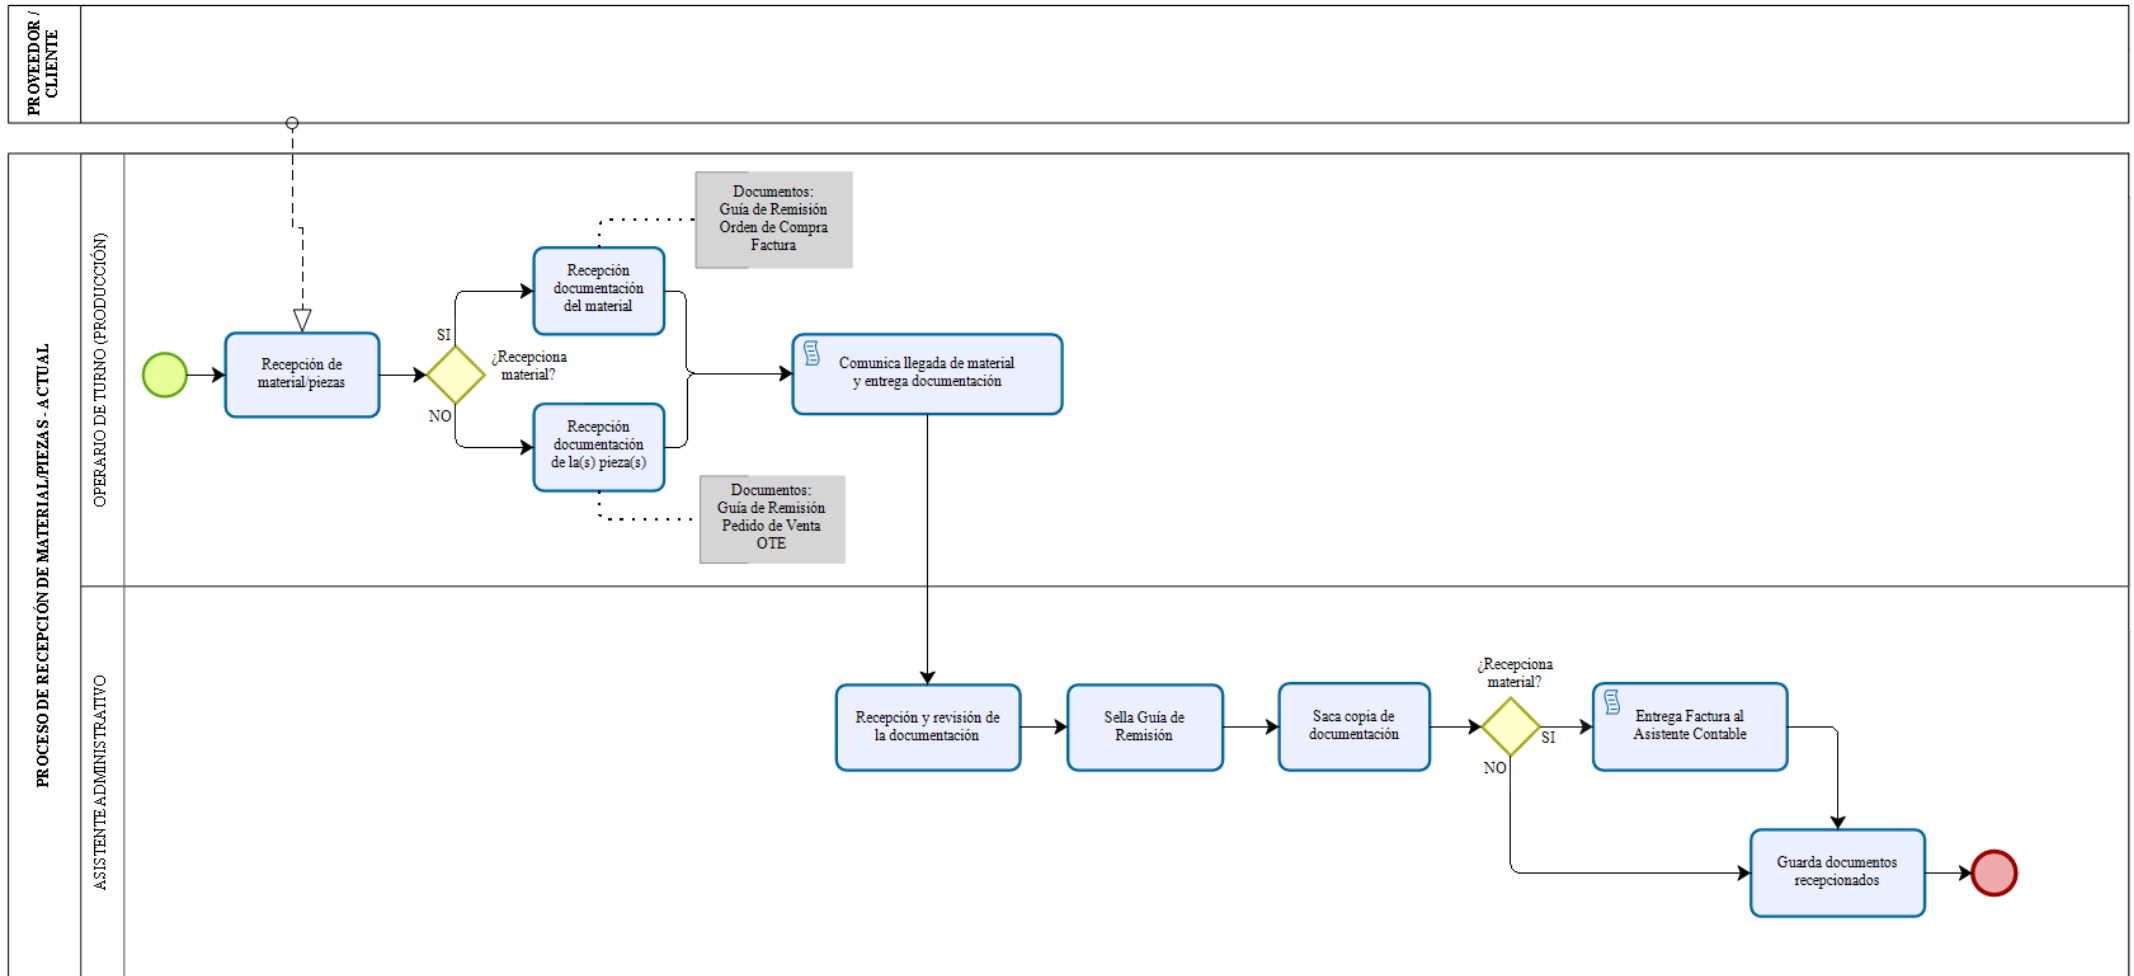 PROVEEDOR /
CLIENTE
PROCESO DE RECEPCIÓN DE MATERIAL/PIEZAS - ACTUAL
OPERARIO DE TURNO (PRODUCCIÓN)
Recepción de
material/piezas
SI
¿Recepciona
material?
NO
Recepción
documentación
del material
Documentos:
Guía de Remisión
Orden de Compra
Factura
Recepción
documentación
de la(s) pieza(s)
Documentos:
Guía de Remisión
Pedido de Venta
OTE
Comunica llegada de material
y entrega documentación
ASISTENTE ADMINISTRATIVO
Recepción y revisión de
la documentación
Sella Guía de
Remisión
Saca copia de
documentación
¿Recepciona
material?
SI
NO
Entrega Factura al
Asistente Contable
Guarda documentos
recepcionados